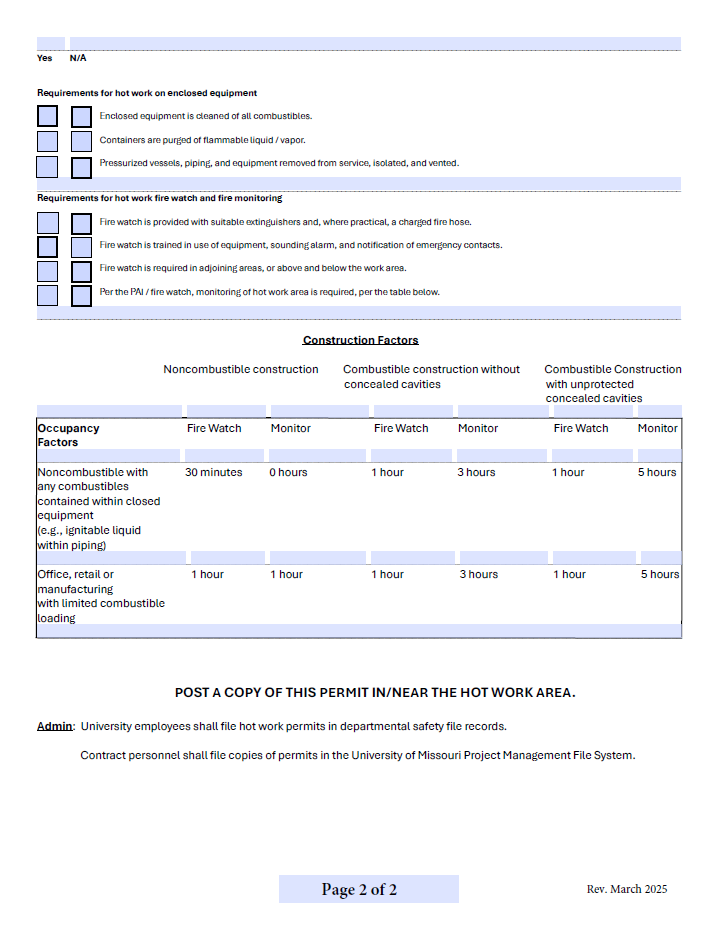 Yes N/A
Requirements for hot work on enclosed equipment
Enclosed equipment is cleaned of all combustibles.
Containers are purged of flammable liquid / vapor.
Pressurized vessels, piping, and equipment removed from service, isolated, and vented.
Requirements for hot work fire watch and fire monitoring
Fire watch is provided with suitable extinguishers and, where practical, a charged fire hose.
Fire watch is trained in use of equipment, sounding alarm, and notification of emergency contacts.
Fire watch is required in adjoining areas, or above and below the work area.
Per the PAI / fire watch, monitoring of hot work area is required, per the table below.
Construction Factors
Noncombustible construction Combustible construction without Combustible Construction
concealed cavities with unprotected
concealed cavities
Occupancy Fire Watch Monitor Fire Watch Monitor Fire Watch Monitor
Factors
Noncombustible with 30 minutes 0 hours 1 hour 3 hours 1 hour 5 hours
any combustibles
contained within closed
equipment
(e.g., ignitable liquid
within piping)
Office, retail or 1 hour 1 hour 1 hour 3 hours 1 hour 5 hours
manufacturing
with limited combustible
loading
POST A COPY OF THIS PERMIT IN/NEAR THE HOT WORK AREA.
Admin: University employees shall file hot work permits in departmental safety file records.
Contract personnel shall file copies of permits in the University of Missouri Project Management File System.
Page 2 of 2 Rev. March 2025